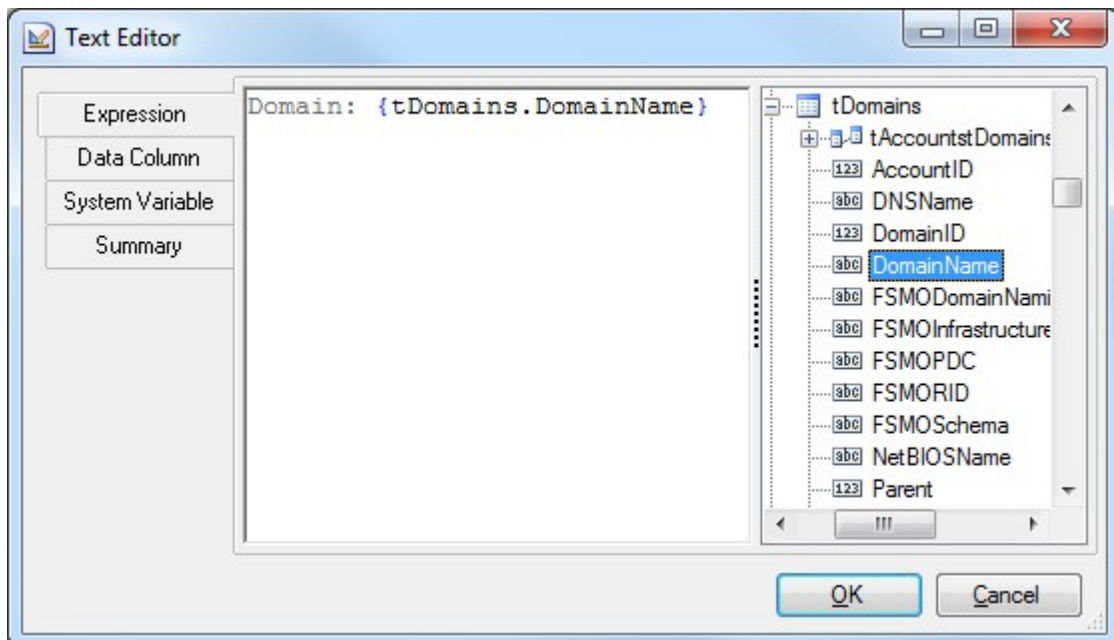 Text Editor
Expression
Data Column
System Variable
Summary
Domain: {tDomains.DomainName}
tDomains
tAccountstDomains
123 AccountID
abc DNSName
123 DomainID
abc DomainName
abc FSMODomainNami
abc FSMOInfrastructure
abc FSMOPDC
abc FSMORID
abc FSMOSchema
abc NetBIOSName
123 Parent
OK
Cancel